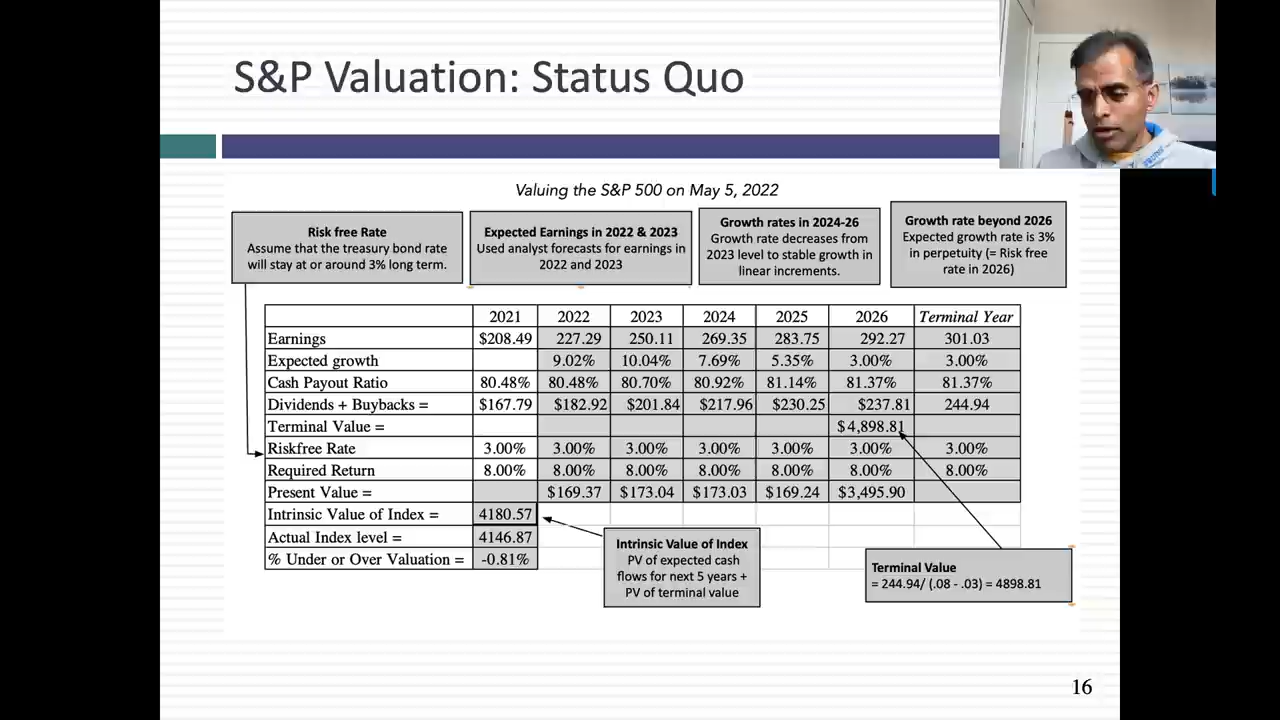 S&P Valuation: Status Quo
Valuing the S&P 500 on May 5, 2022
Risk free Rate
Assume that the treasury bond rate
will stay at or around 3% long term.
Expected Earnings in 2022 & 2023
Used analyst forecasts for earnings in
2022 and 2023
Growth rates in 2024-26
Growth rate decreases from
2023 level to stable growth in
linear increments.
Growth rate beyond 2026
Expected growth rate is 3%
in perpetuity (= Risk free
rate in 2026)
2021 2022 2023 2024 2025 2026 Terminal Year
Earnings $208.49 227.29 250.11 269.35 283.75 292.27 301.03
Expected growth 9.02% 10.04% 7.69% 5.35% 3.00% 3.00%
Cash Payout Ratio 80.48% 80.48% 80.70% 80.92% 81.14% 81.37% 81.37%
Dividends + Buybacks = $167.79 $182.92 $201.84 $217.96 $230.25 $237.81 244.94
Terminal Value = $4,898.81
Riskfree Rate 3.00% 3.00% 3.00% 3.00% 3.00% 3.00% 3.00%
Required Return 8.00% 8.00% 8.00% 8.00% 8.00% 8.00% 8.00%
Present Value = $169.37 $173.04 $173.03 $169.24 $3,495.90
Intrinsic Value of Index = 4180.57
Actual Index level = 4146.87
% Under or Over Valuation = -0.81%
Intrinsic Value of Index
PV of expected cash
flows for next 5 years +
PV of terminal value
Terminal Value
= 244.94/ (.08 - .03) = 4898.81
16